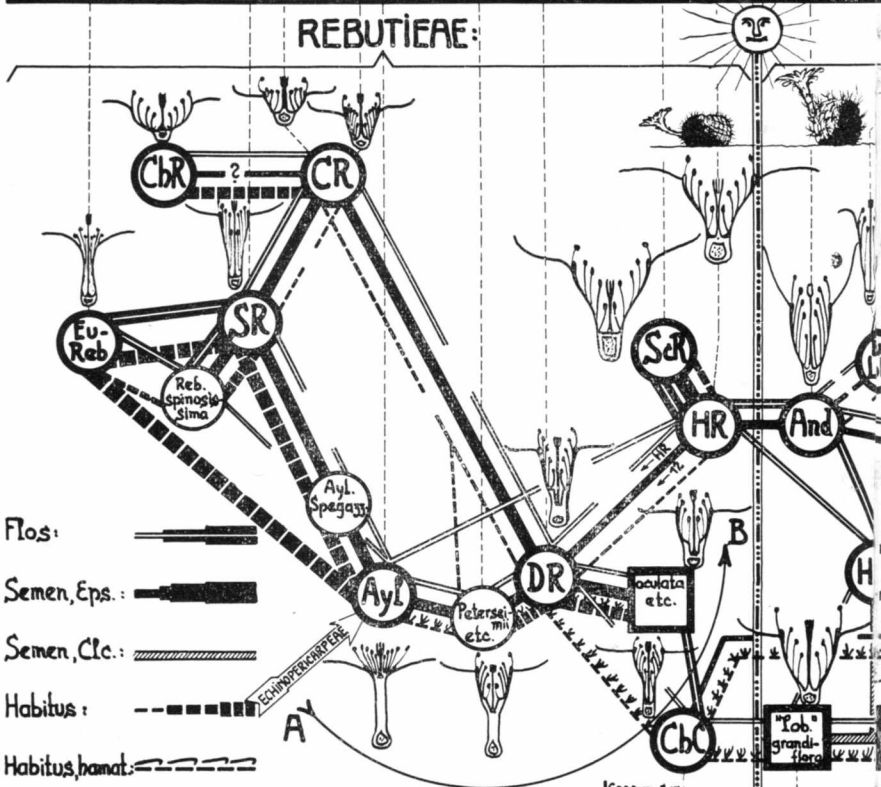 REBUTIEAE:
ChR
?
CR
Eu-
Reb
SR
Reb.
spinosis-
sima
ScR
HR
And
HR
?
Ayl.
Spegazz.
Flos:
Semen, Eps.:
Semen, Clc.:
Habitus:
Habitus, hamat:
Ayl
Peterseimii
etc.
DR
oculata
etc.
B
ECHINOPERICARPEAE
A
ChC
"Lob."
grandi-
flora